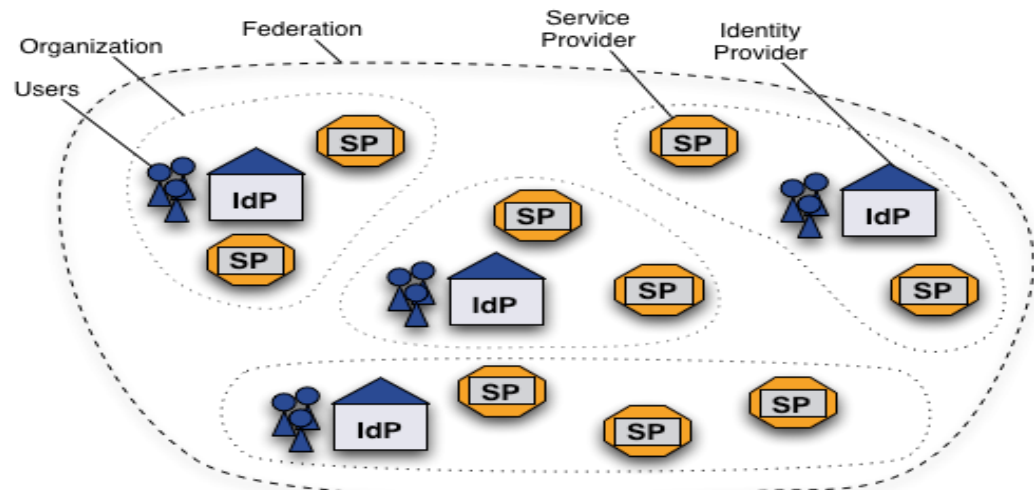 Organization
Federation
Service
Provider
Identity
Provider
Users
SP
SP
IdP
IdP
SP
SP
IdP
SP
SP
SP
IdP
SP
SP